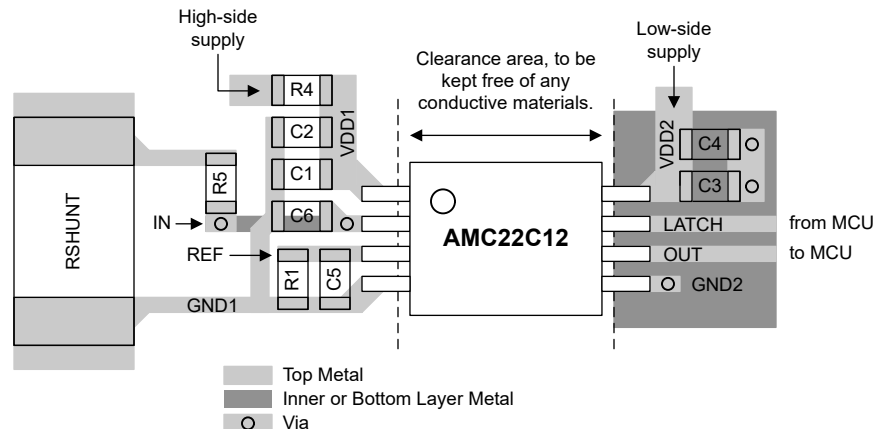 High-side
supply
Clearance area, to be
kept free of any
conductive materials.
Low-side
supply
R4
C2
C1
C6
VDD1
VDD2
C4
C3
R5
IN
REF
RSHUNT
R1
C5
GND1
AMC22C12
LATCH
from MCU
OUT
to MCU
GND2
Top Metal
Inner or Bottom Layer Metal
Via